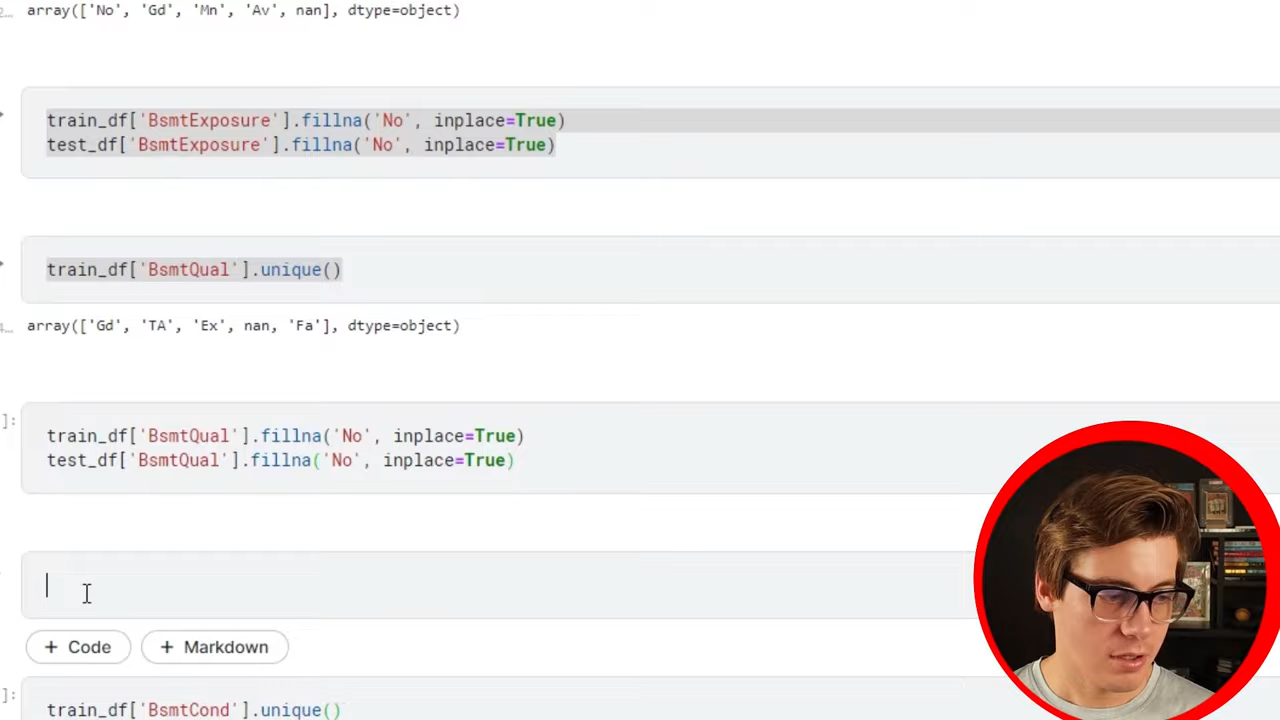 2… array(['No', 'Gd', 'Mn', 'Av', nan], dtype=object)
train_df['BsmtExposure'].fillna('No', inplace=True)
test_df['BsmtExposure'].fillna('No', inplace=True)
train_df['BsmtQual'].unique()
4… array(['Gd', 'TA', 'Ex', nan, 'Fa'], dtype=object)
]:
train_df['BsmtQual'].fillna('No', inplace=True)
test_df['BsmtQual'].fillna('No', inplace=True)
+ Code + Markdown
]:
train_df['BsmtCond'].unique()